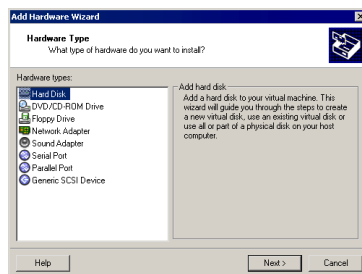 Add Hardware Wizard
Hardware Type
What type of hardware do you want to install?
Hardware types:
Hard Disk
DVD/CD-ROM Drive
Floppy Drive
Network Adapter
Sound Adapter
Serial Port
Parallel Port
Generic SCSI Device
Add hard disk
Add a hard disk to your virtual machine. This
wizard will guide you through the steps to create
a new virtual disk, use an existing virtual disk or
use all or part of a physical disk on your host
computer.
Help
Next >
Cancel